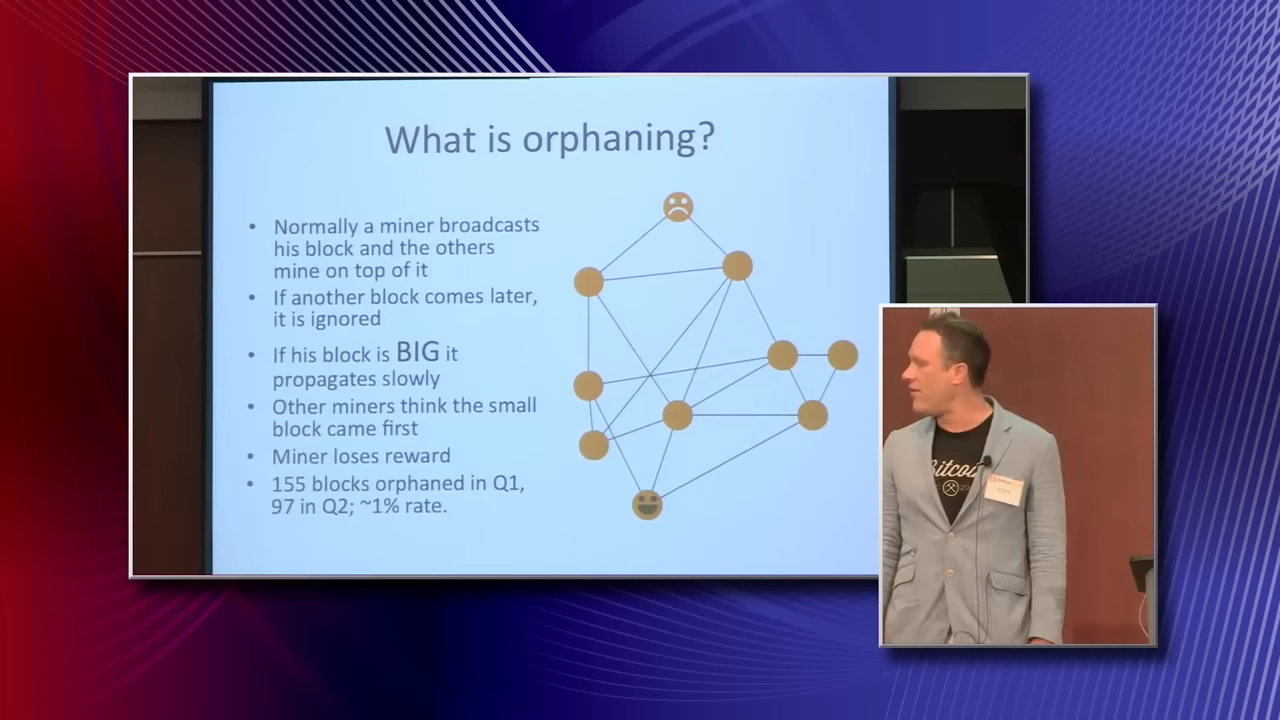 What is orphaning?
• Normally a miner broadcasts
his block and the others
mine on top of it
• If another block comes later,
it is ignored
• If his block is BIG it
propagates slowly
• Other miners think the small
block came first
• Miner loses reward
• 155 blocks orphaned in Q1,
97 in Q2; ~1% rate.